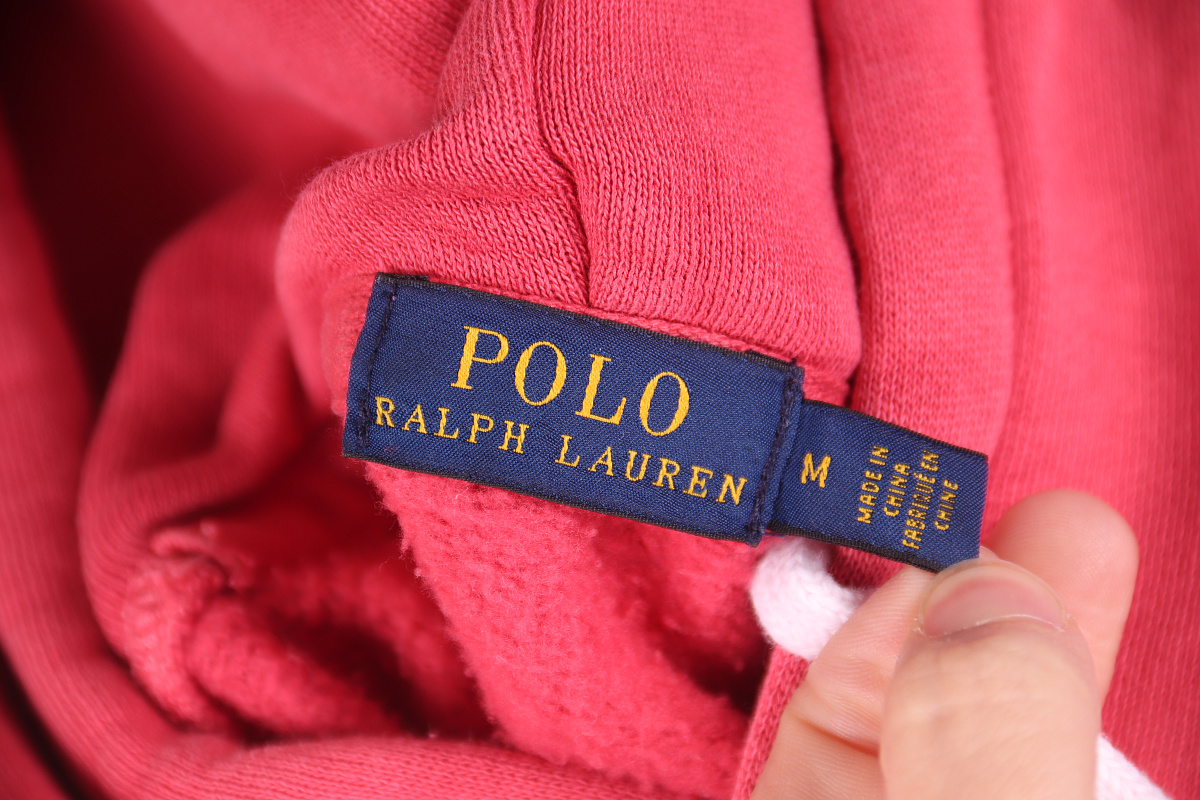 POLO
RALPH LAUREN
M
MADE IN
CHINA
FABRIQUÉ EN
CHINE